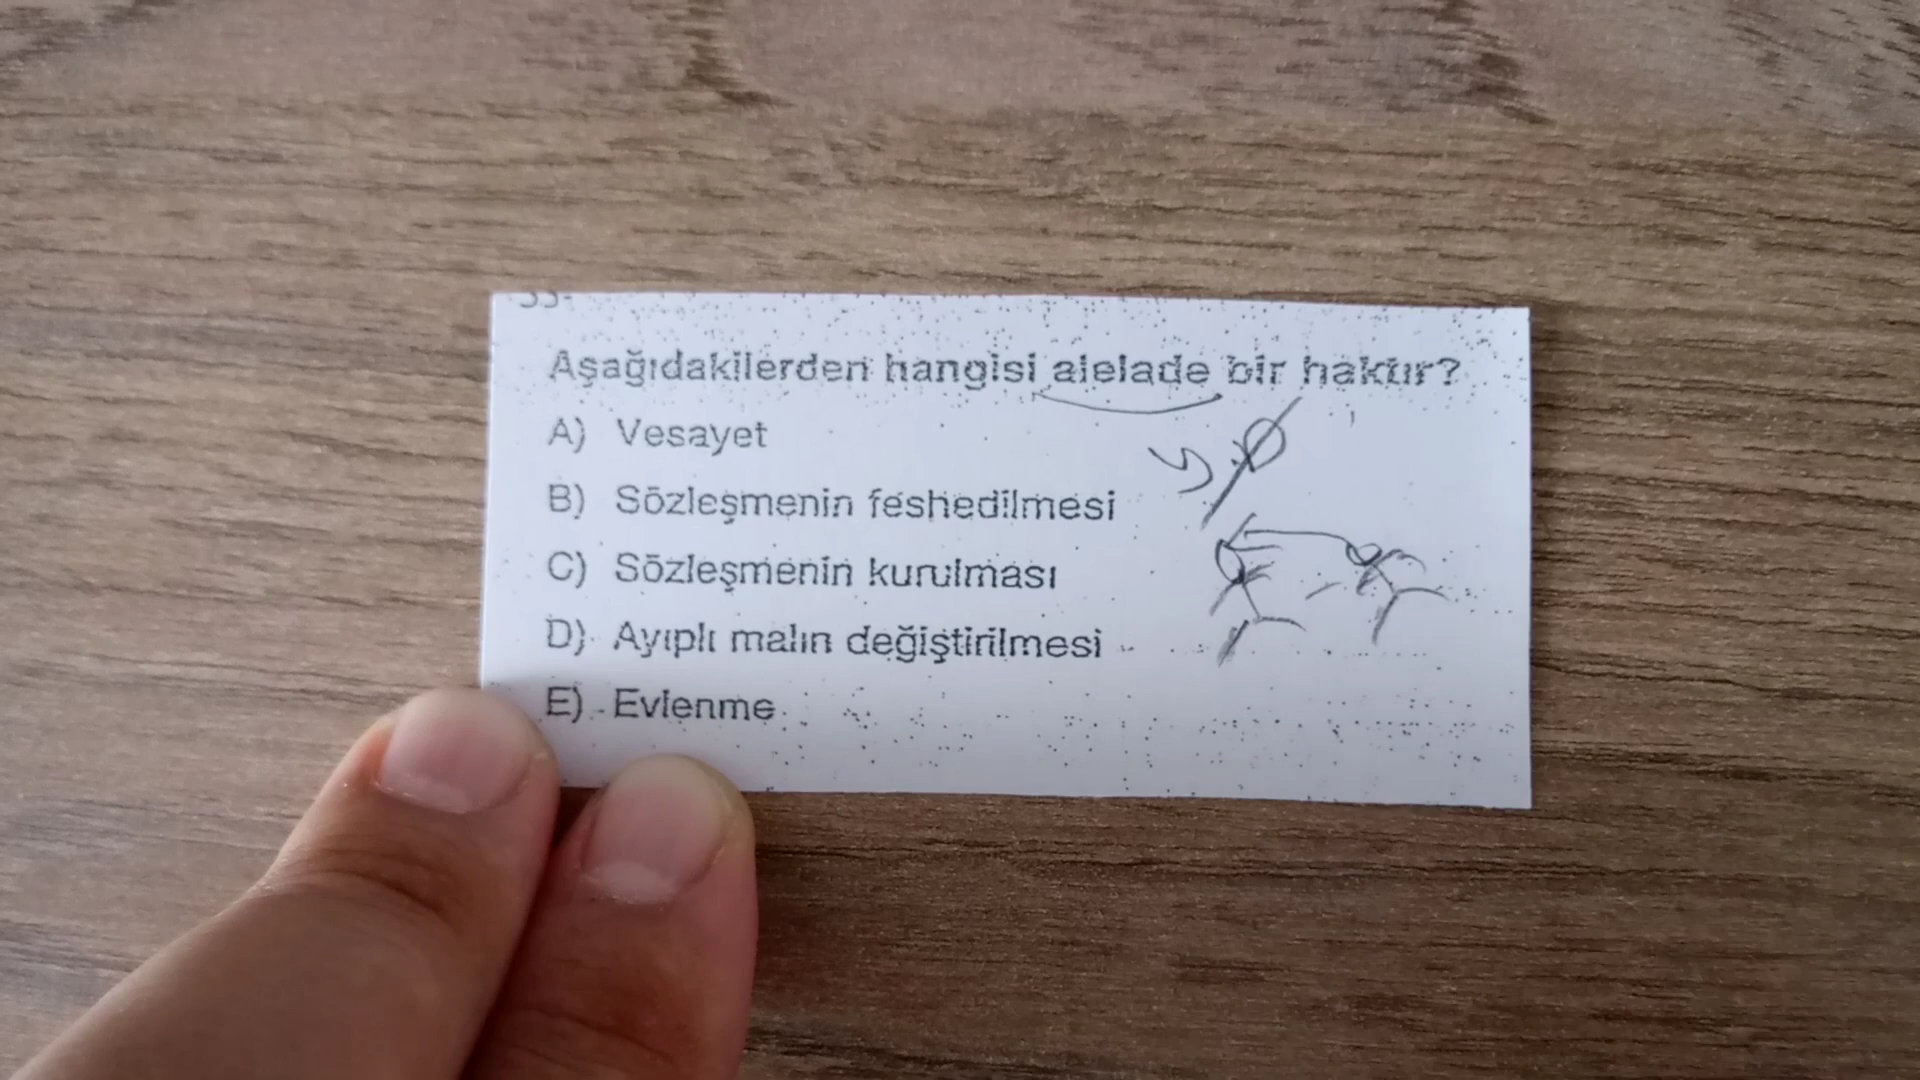 Aşağıdakilerden hangisi alelade bir haktır?
A) Vesayet
B) Sözleşmenin feshedilmesi
C) Sözleşmenin kurulması
D) Ayıplı malın değiştirilmesi
E) Evlenme